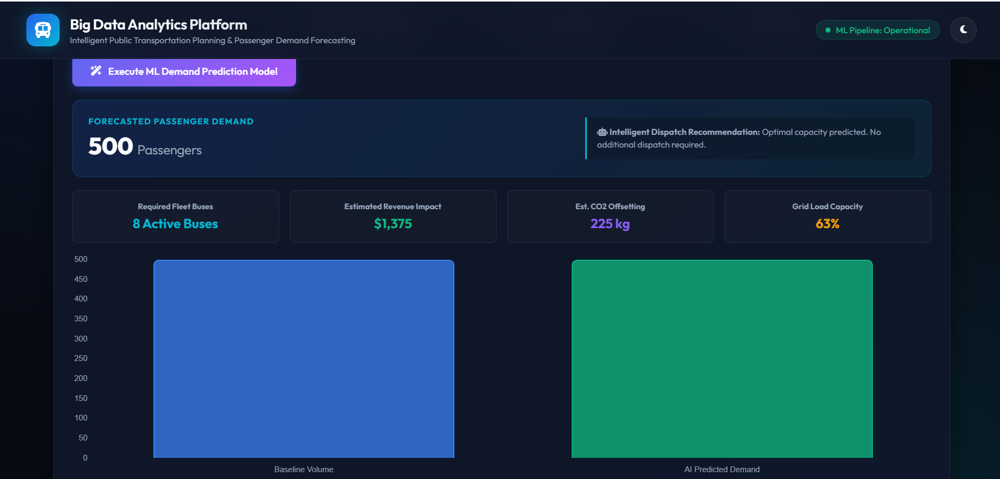 Big Data Analytics Platform
Intelligent Public Transportation Planning & Passenger Demand Forecasting
ML Pipeline: Operational
Execute ML Demand Prediction Model
FORECASTED PASSENGER DEMAND
500 Passengers
Intelligent Dispatch Recommendation: Optimal capacity predicted. No
additional dispatch required.
Required Fleet Buses
8 Active Buses
Estimated Revenue Impact
$1,375
Est. CO2 Offsetting
225 kg
Grid Load Capacity
63%
500
450
400
350
300
250
200
150
100
50
0
Baseline Volume
AI Predicted Demand